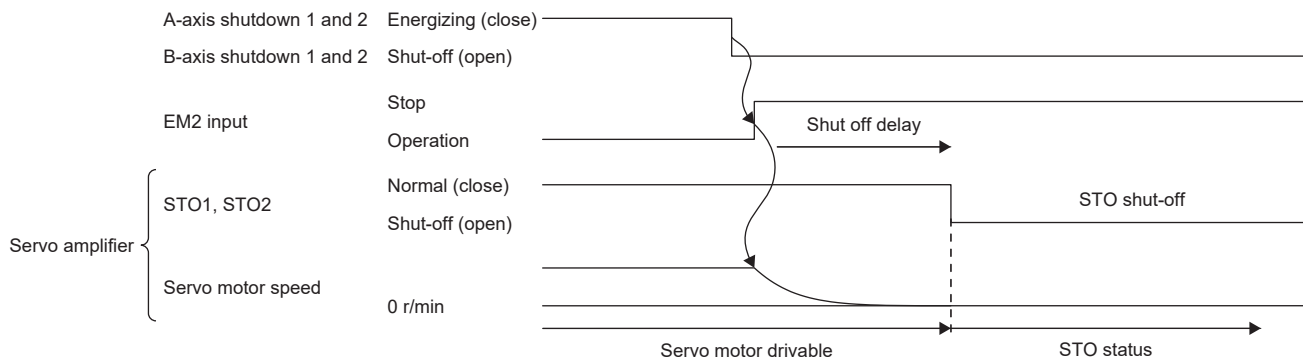 A-axis shutdown 1 and 2 Energizing (close)
B-axis shutdown 1 and 2 Shut-off (open)
Stop
EM2 input
Operation
Shut off delay
Normal (close)
STO1, STO2
STO shut-off
Shut-off (open)
Servo amplifier
Servo motor speed
0 r/min
Servo motor drivable
STO status